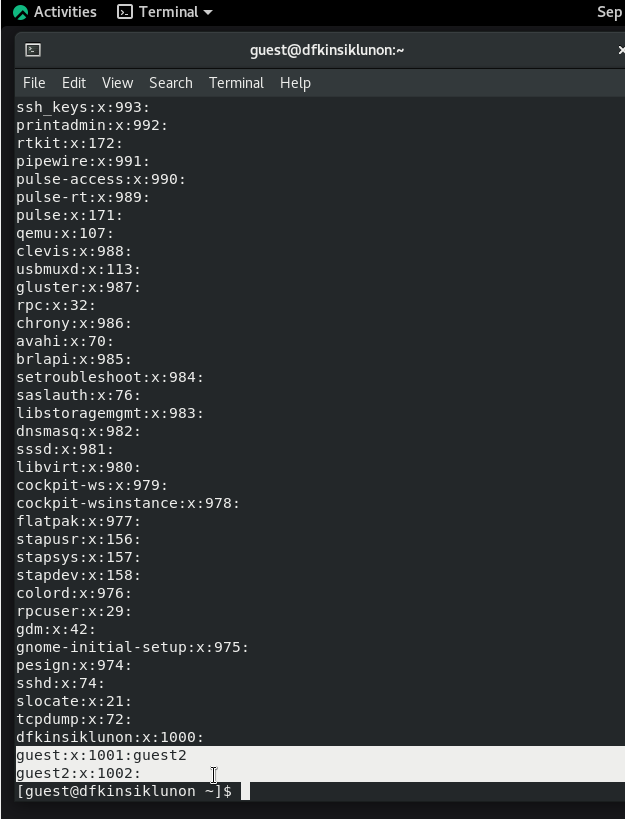 Activities Terminal Sep
guest@dfkinsiklunon:~
File Edit View Search Terminal Help
ssh_keys:x:993:
printadmin:x:992:
rtkit:x:172:
pipewire:x:991:
pulse-access:x:990:
pulse-rt:x:989:
pulse:x:171:
qemu:x:107:
clevis:x:988:
usbmuxd:x:113:
gluster:x:987:
rpc:x:32:
chrony:x:986:
avahi:x:70:
brlapi:x:985:
setroubleshoot:x:984:
saslauth:x:76:
libstoragemgmt:x:983:
dnsmasq:x:982:
sssd:x:981:
libvirt:x:980:
cockpit-ws:x:979:
cockpit-wsinstance:x:978:
flatpak:x:977:
stapusr:x:156:
stapsys:x:157:
stapdev:x:158:
colord:x:976:
rpcuser:x:29:
gdm:x:42:
gnome-initial-setup:x:975:
pesign:x:974:
sshd:x:74:
slocate:x:21:
tcpdump:x:72:
dfkinsiklunon:x:1000:
guest:x:1001:guest2
guest2:x:1002:
[guest@dfkinsiklunon ~]$